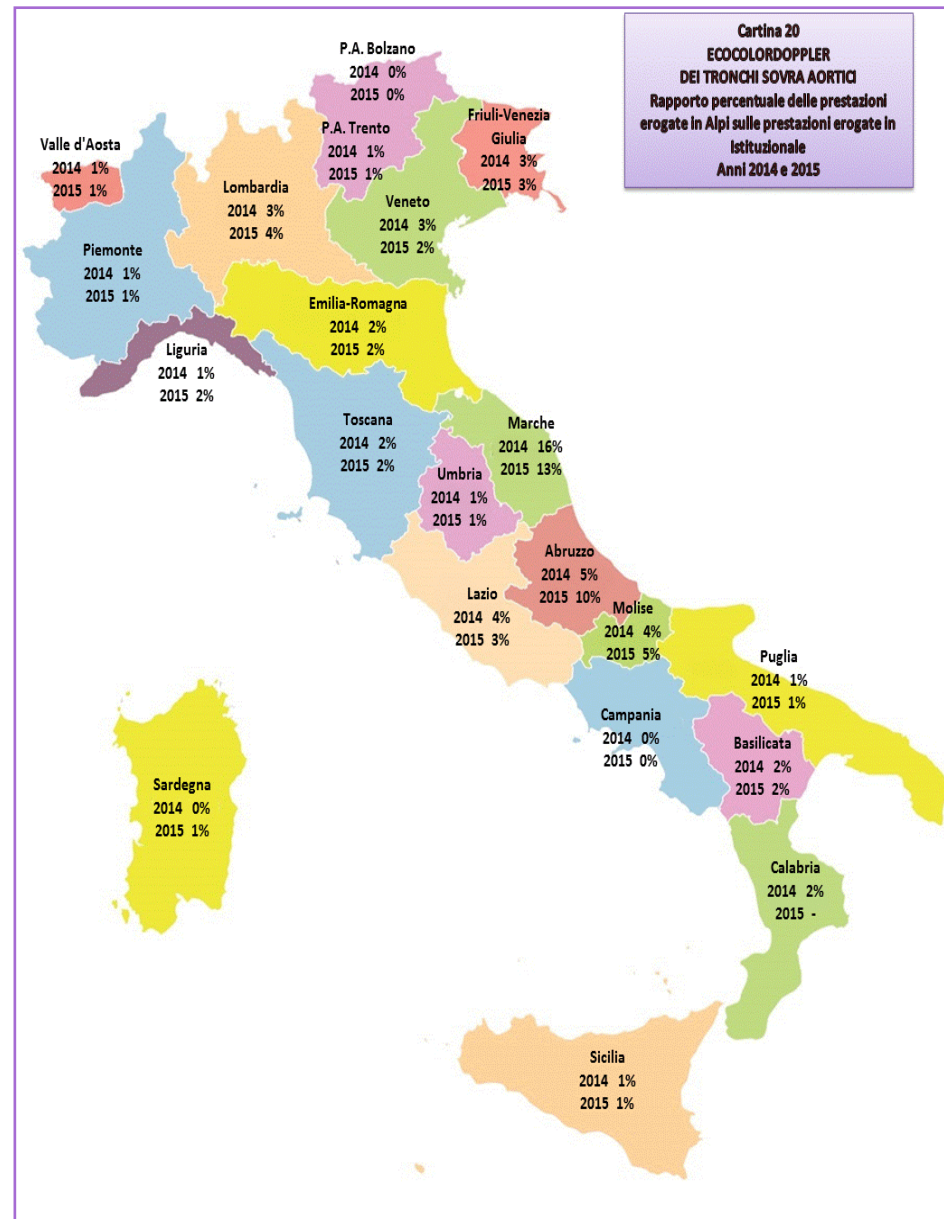 Cartina 20
ECOCOLORDOPPLER
DEI TRONCHI SOVRA AORTICI
Rapporto percentuale delle prestazioni
erogate in Alpi sulle prestazioni erogate in
Istituzionale
Anni 2014 e 2015
P.A. Bolzano
2014 0%
2015 0%
P.A. Trento
2014 1%
2015 1%
Friuli-Venezia
Giulia
2014 3%
2015 3%
Valle d'Aosta
2014 1%
2015 1%
Lombardia
2014 3%
2015 4%
Veneto
2014 3%
2015 2%
Piemonte
2014 1%
2015 1%
Emilia-Romagna
2014 2%
2015 2%
Liguria
2014 1%
2015 2%
Toscana
2014 2%
2015 2%
Marche
2014 16%
2015 13%
Umbria
2014 1%
2015 1%
Abruzzo
2014 5%
2015 10%
Lazio
2014 4%
2015 3%
Molise
2014 4%
2015 5%
Puglia
2014 1%
2015 1%
Campania
2014 0%
2015 0%
Basilicata
2014 2%
2015 2%
Sardegna
2014 0%
2015 1%
Calabria
2014 2%
2015 -
Sicilia
2014 1%
2015 1%